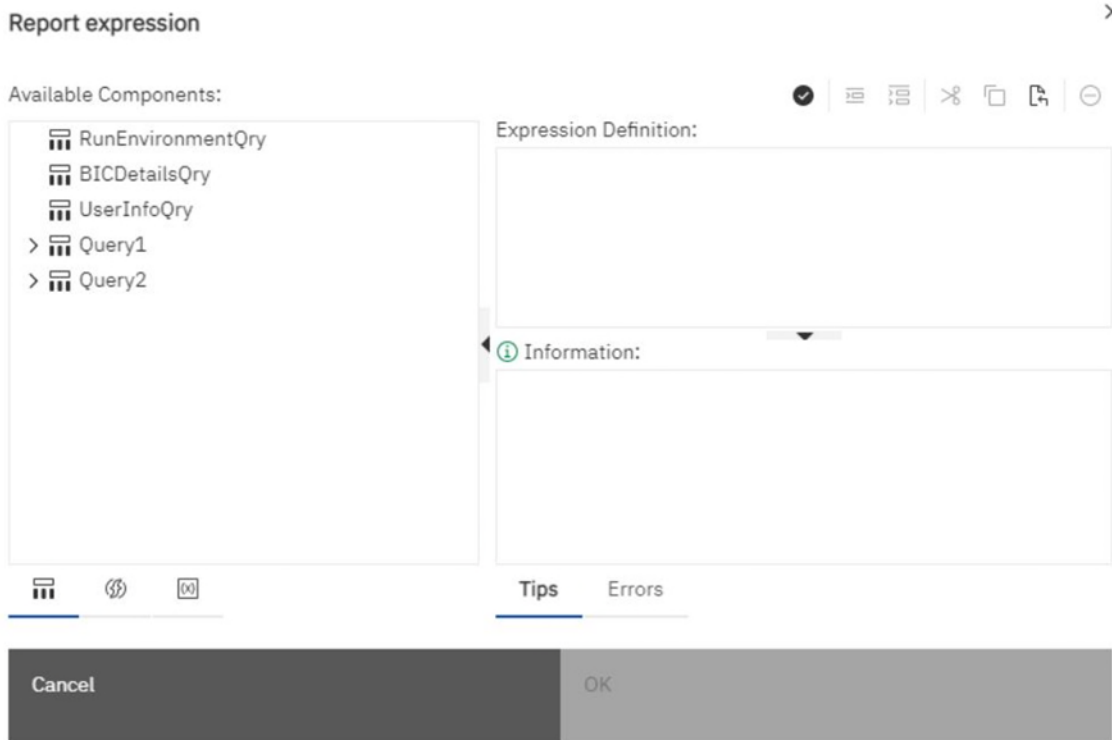 Report expression
Available Components:
RunEnvironmentQry
BICDetailsQry
UserInfoQry
Query1
Query2
Expression Definition:
Information:
(x)
Tips Errors
Cancel OK